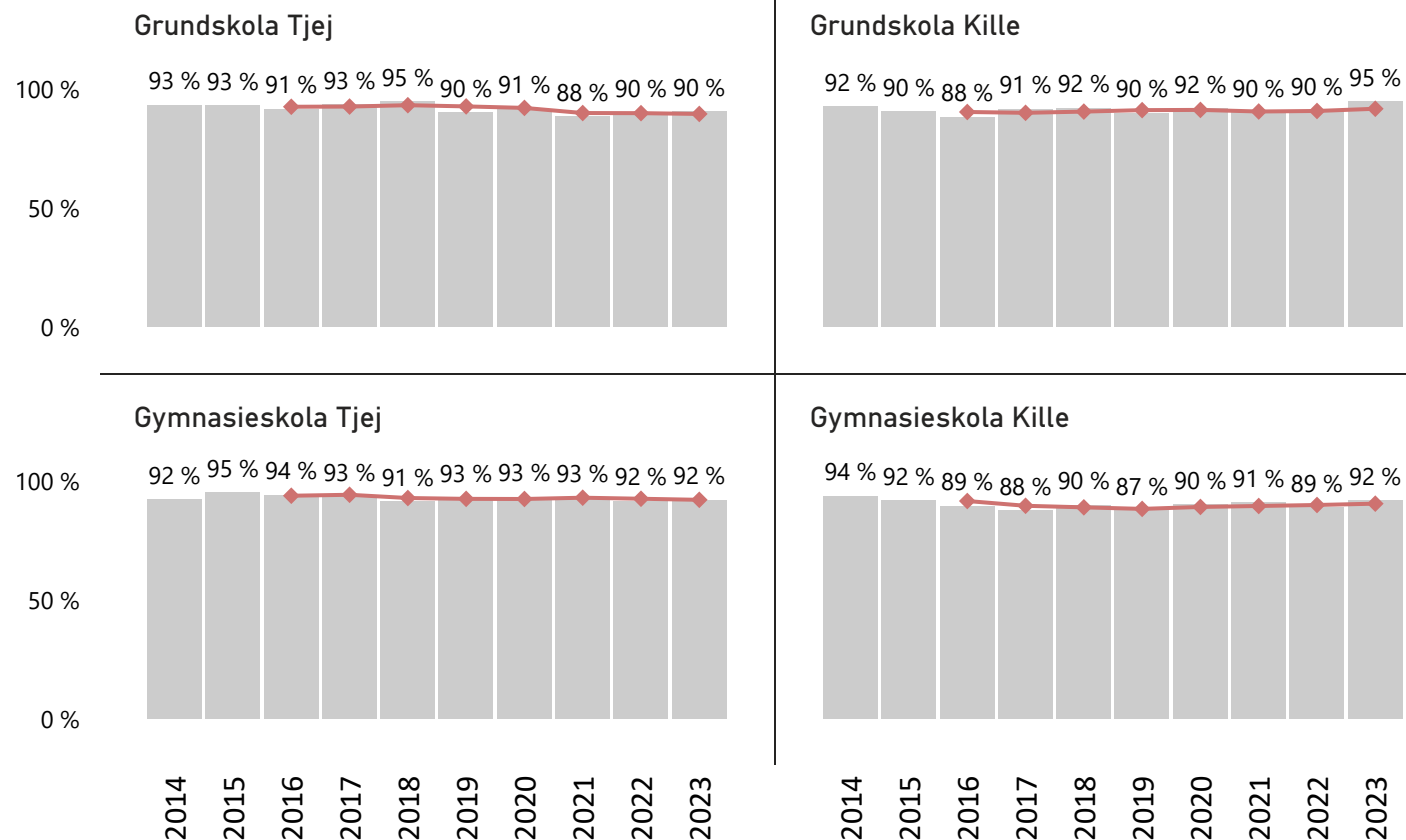 Grundskola Tjej
100 %
50 %
0 %
93 % 93 % 91 % 93 % 95 % 90 % 91 % 88 % 90 % 90 %
Grundskola Kille
92 % 90 % 88 % 91 % 92 % 90 % 92 % 90 % 90 % 95 %
Gymnasieskola Tjej
100 %
50 %
0 %
92 % 95 % 94 % 93 % 91 % 93 % 93 % 93 % 92 % 92 %
2014 2015 2016 2017 2018 2019 2020 2021 2022 2023
Gymnasieskola Kille
94 % 92 % 89 % 88 % 90 % 87 % 90 % 91 % 89 % 92 %
2014 2015 2016 2017 2018 2019 2020 2021 2022 2023